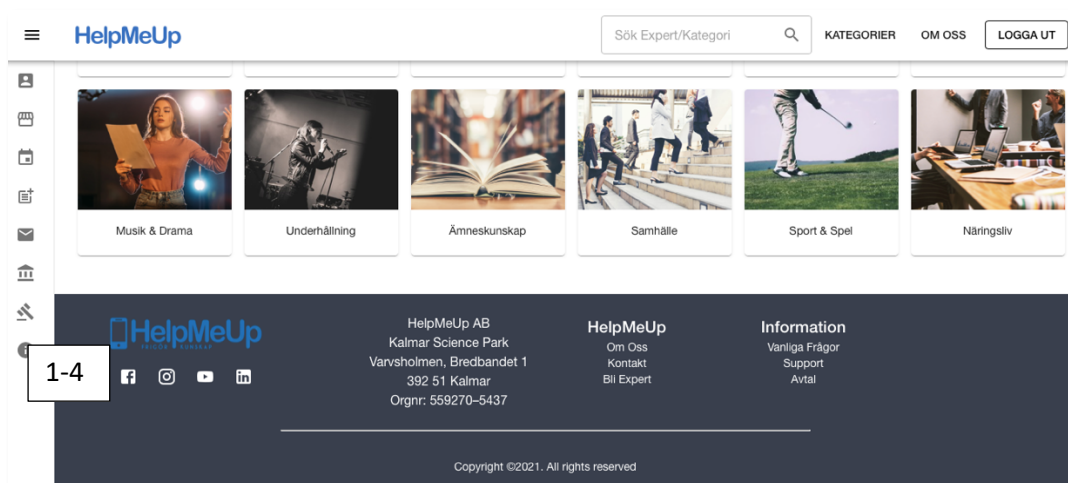 HelpMeUp
Sök Expert/Kategori
KATEGORIER
OM OSS
LOGGA UT
Musik & Drama
Underhållning
Ämneskunskap
Samhälle
Sport & Spel
Näringsliv
1-4
HelpMeUp
FRIGÖR KUNSKAP
HelpMeUp AB
Kalmar Science Park
Varvsholmen, Bredbandet 1
392 51 Kalmar
Orgnr: 559270–5437
HelpMeUp
Om Oss
Kontakt
Bli Expert
Information
Vanliga Frågor
Support
Avtal
Copyright ©2021. All rights reserved